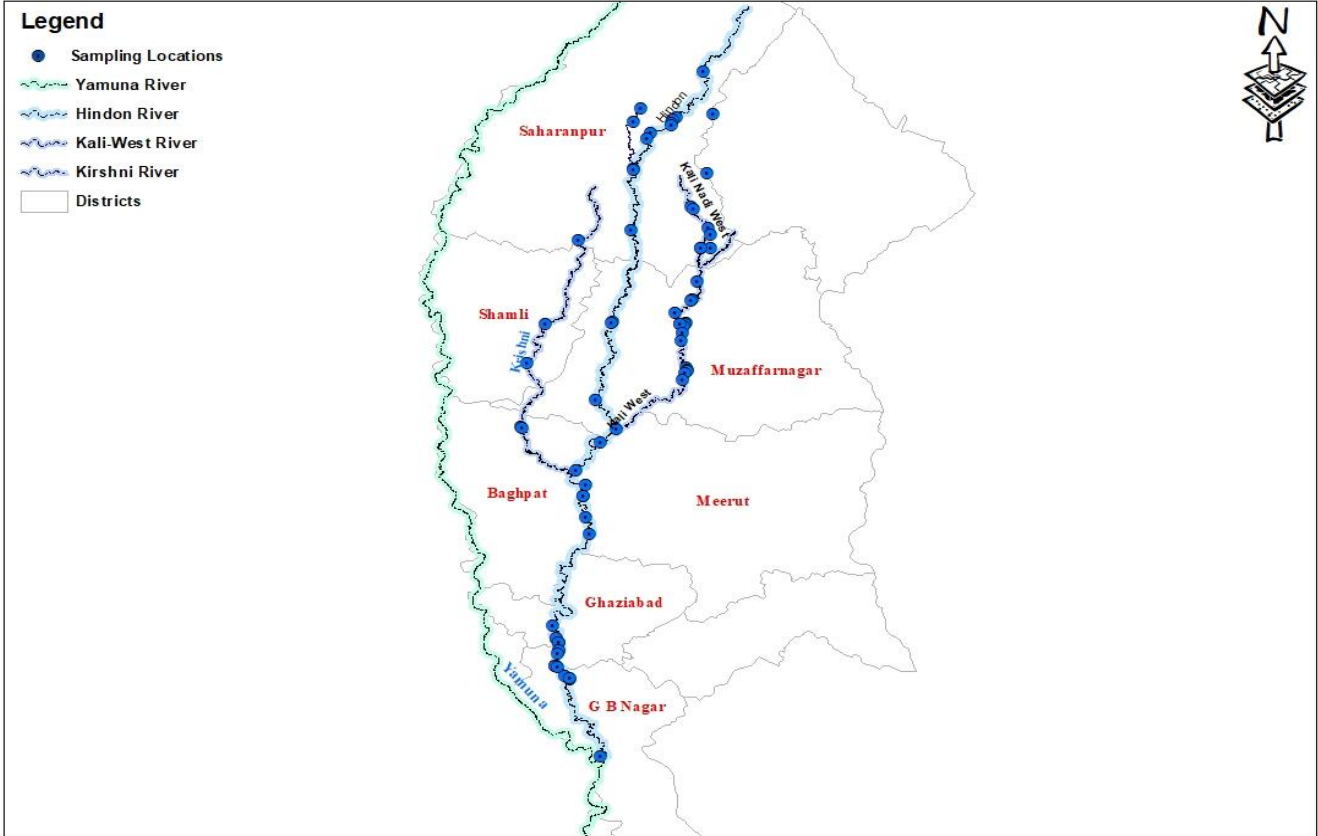 Legend
Sampling Locations
Yamuna River
Hindon River
Kali-West River
Kirshni River
Districts
N
Hindon
Saharanpur
Kali Nadi West
Shamli
Krishni
Muzaffarnagar
Kali West
Baghpat
Meerut
Ghaziabad
Yamuna
G B Nagar